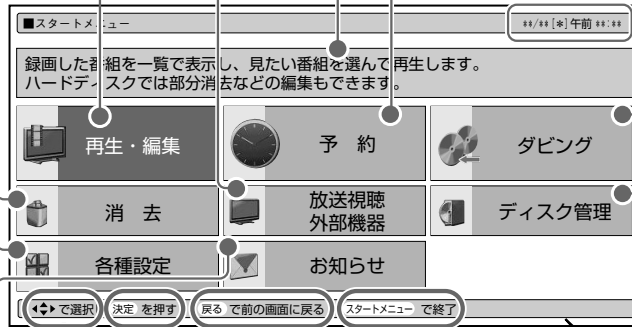 ■スタートメニュー
**/** [*] 午前 **:**
録画した番組を一覧で表示し、見たい番組を選んで再生します。
ハードディスクでは部分消去などの編集もできます。
再生・編集
予 約
ダビング
消 去
放送視聴
外部機器
ディスク管理
各種設定
お知らせ
で選択 決定 を押す 戻る で前の画面に戻る スタートメニュー で終了